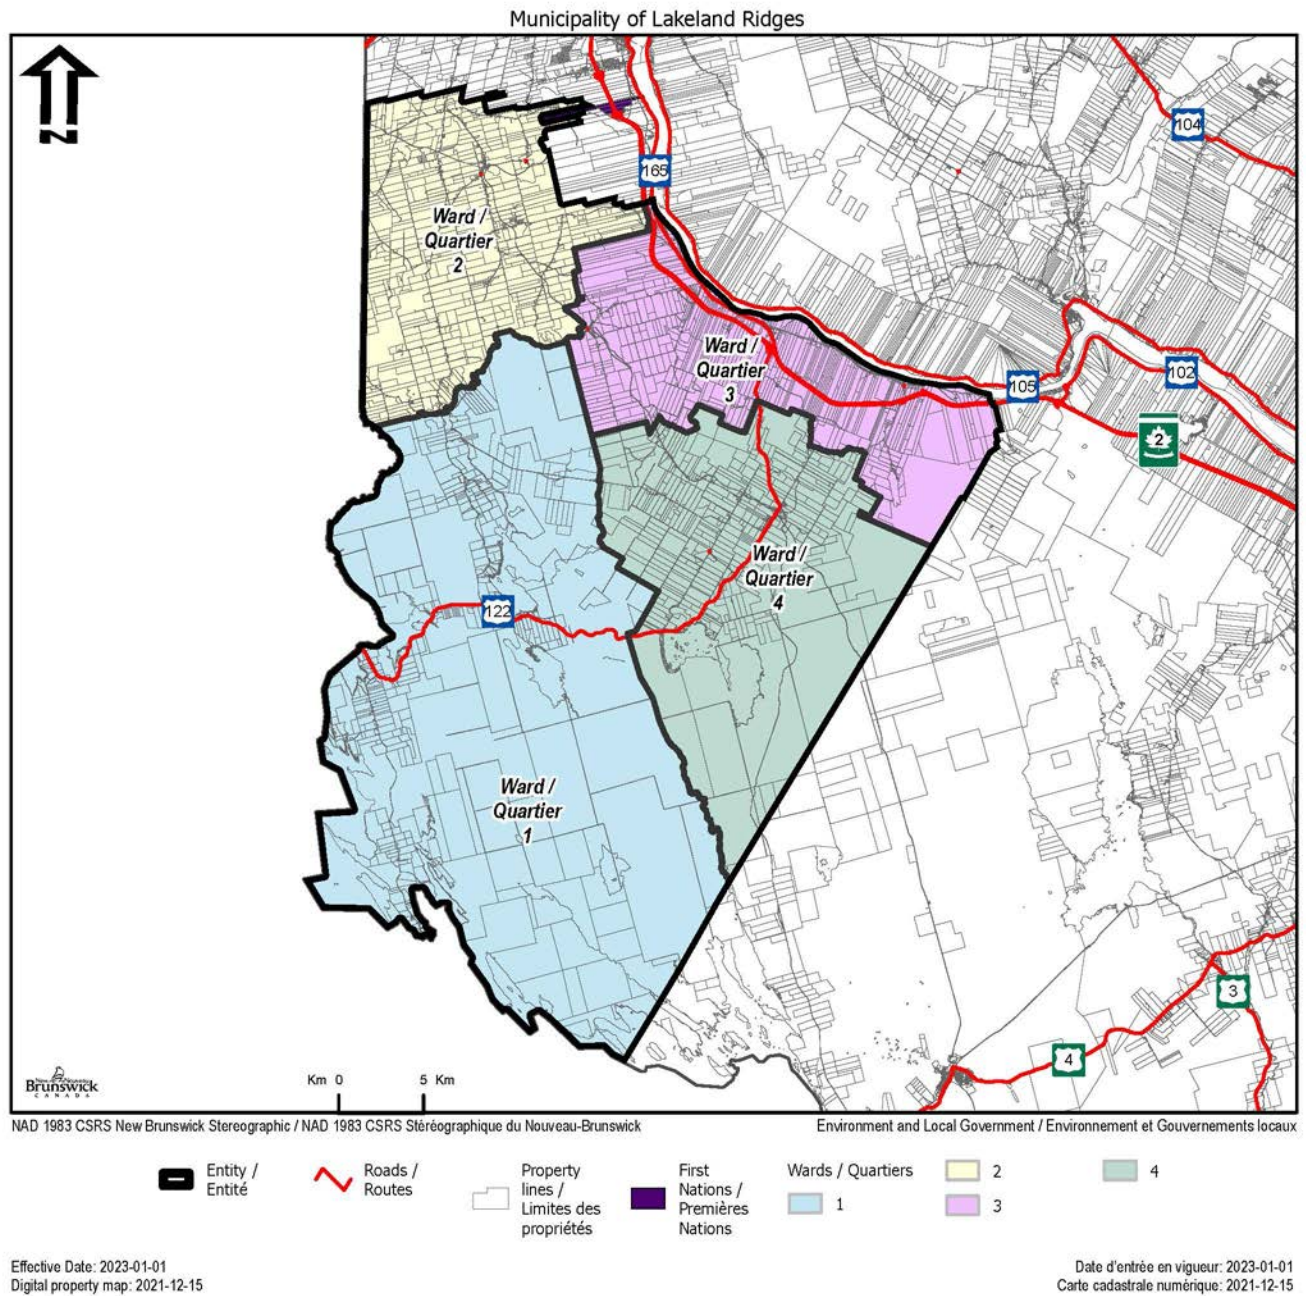 Municipality of Lakeland Ridges
N
104
165
Ward /
Quartier
2
Ward /
Quartier
3
105
102
2
Ward /
Quartier
4
122
Ward /
Quartier
1
3
4
New Nouveau
Brunswick
CANADA
Km 0 5 Km
NAD 1983 CSRS New Brunswick Stereographic / NAD 1983 CSRS Stéréographique du Nouveau-Brunswick
Environment and Local Government / Environnement et Gouvernements locaux
Entity /
Entité
Roads /
Routes
Property
lines /
Limites des
propriétés
First
Nations /
Premières
Nations
Wards / Quartiers
1
2
3
4
Effective Date: 2023-01-01
Digital property map: 2021-12-15
Date d'entrée en vigueur: 2023-01-01
Carte cadastrale numérique: 2021-12-15